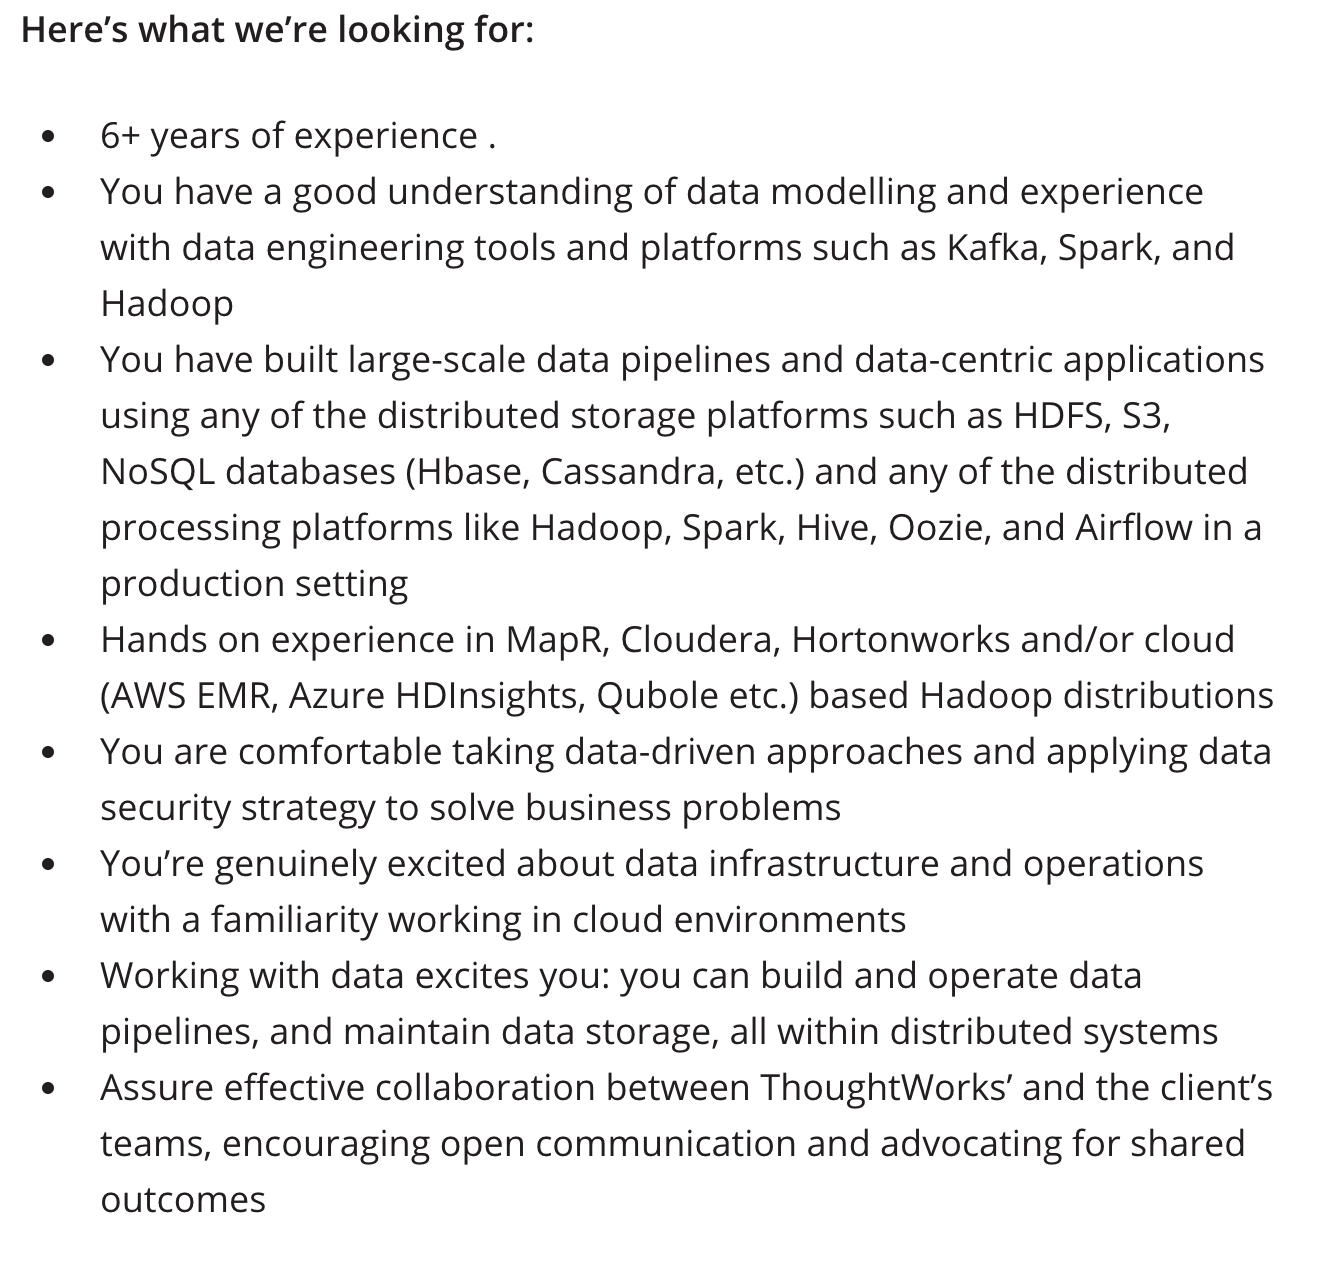 Here’s what we’re looking for:
• 6+ years of experience .
• You have a good understanding of data modelling and experience
with data engineering tools and platforms such as Kafka, Spark, and
Hadoop
• You have built large-scale data pipelines and data-centric applications
using any of the distributed storage platforms such as HDFS, S3,
NoSQL databases (Hbase, Cassandra, etc.) and any of the distributed
processing platforms like Hadoop, Spark, Hive, Oozie, and Airflow in a
production setting
• Hands on experience in MapR, Cloudera, Hortonworks and/or cloud
(AWS EMR, Azure HDInsights, Qubole etc.) based Hadoop distributions
• You are comfortable taking data-driven approaches and applying data
security strategy to solve business problems
• You’re genuinely excited about data infrastructure and operations
with a familiarity working in cloud environments
• Working with data excites you: you can build and operate data
pipelines, and maintain data storage, all within distributed systems
• Assure effective collaboration between ThoughtWorks’ and the client’s
teams, encouraging open communication and advocating for shared
outcomes